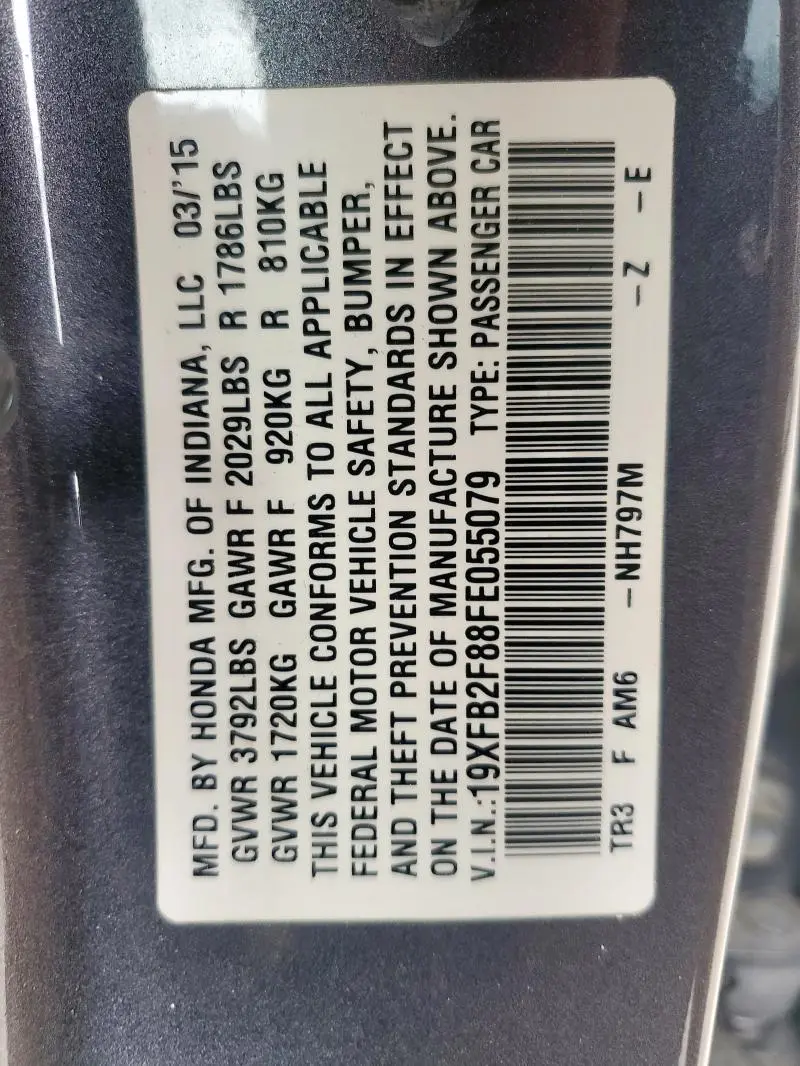 MFD. BY HONDA MFG. OF INDIANA, LLC 03/'15
GVWR 3792LBS GAWR F 2029LBS R 1786LBS
GVWR 1720KG GAWR F 920KG R 810KG
THIS VEHICLE CONFORMS TO ALL APPLICABLE
FEDERAL MOTOR VEHICLE SAFETY, BUMPER,
AND THEFT PREVENTION STANDARDS IN EFFECT
ON THE DATE OF MANUFACTURE SHOWN ABOVE.
V.I.N.:19XFB2F88FE055079 TYPE: PASSENGER CAR
TR3 F AM6 –NH797M –Z –E